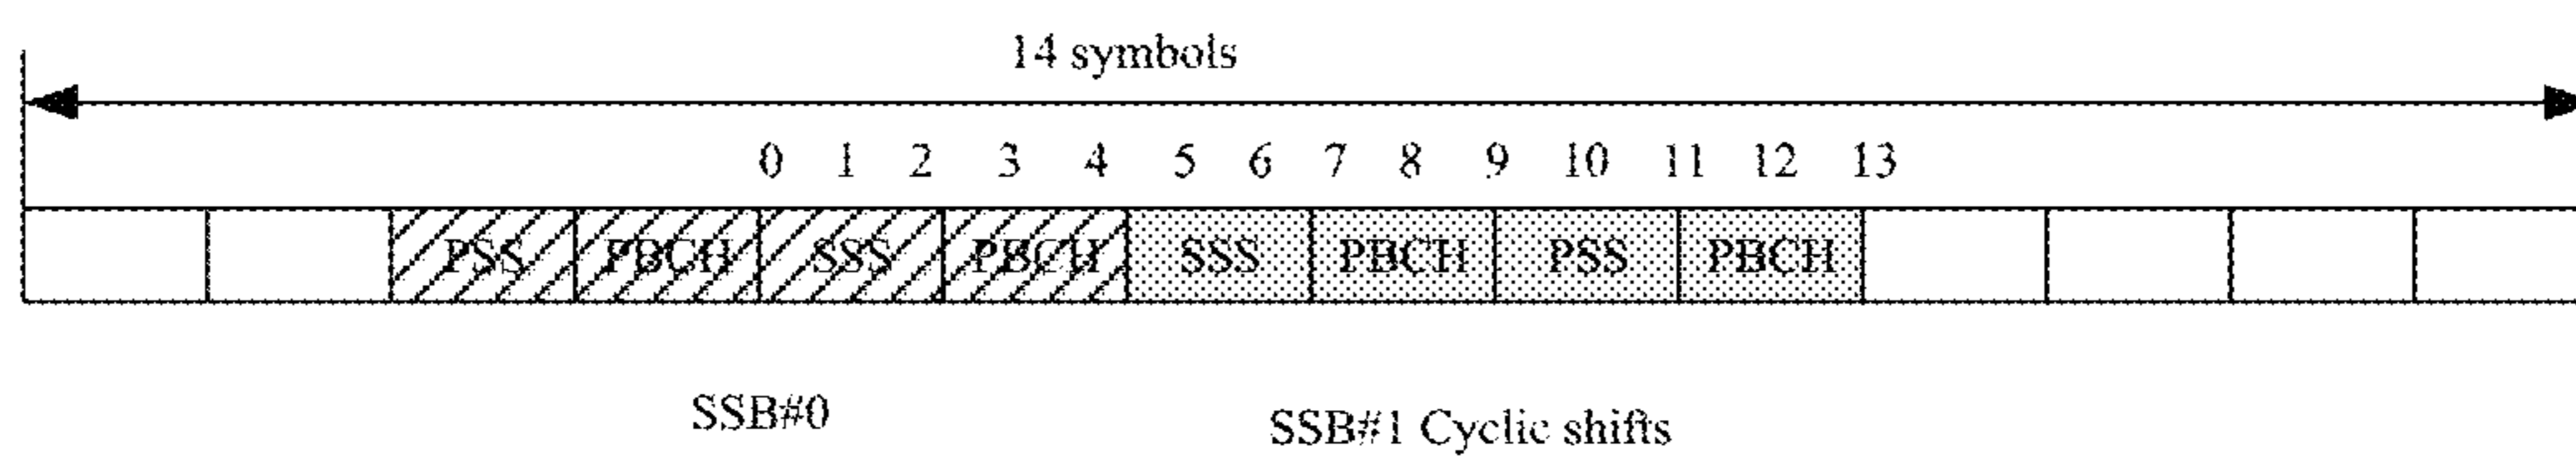 14 symbols
0 1 2 3 4 5 6 7 8 9 10 11 12 13
PSS PBCH SSS PBCH SSS PBCH PSS PBCH
SSB#0 SSB#1 Cyclic shifts